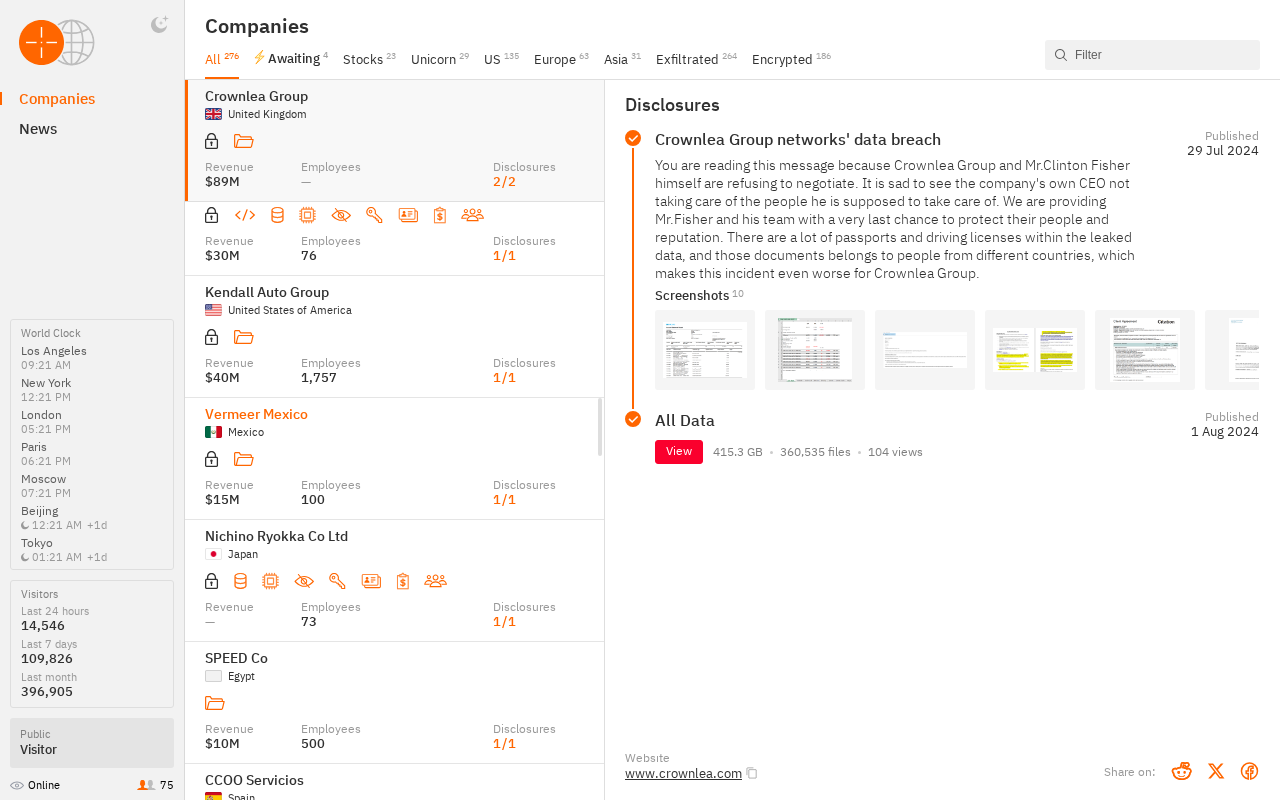 Companies
News
World Clock
Los Angeles
09:21 AM
New York
12:21 PM
London
05:21 PM
Paris
06:21 PM
Moscow
07:21 PM
Beijing
12:21 AM +1d
Tokyo
01:21 AM +1d
Visitors
Last 24 hours
14,546
Last 7 days
109,826
Last month
396,905
Public
Visitor
Online 75
Companies
All 276 Awaiting 4 Stocks 23 Unicorn 29 US 135 Europe 63 Asia 31 Exfiltrated 264 Encrypted 186
Filter
Crownlea Group
United Kingdom
Revenue Employees Disclosures
$89M — 2/2
Revenue Employees Disclosures
$30M 76 1/1
Kendall Auto Group
United States of America
Revenue Employees Disclosures
$40M 1,757 1/1
Vermeer Mexico
Mexico
Revenue Employees Disclosures
$15M 100 1/1
Nichino Ryokka Co Ltd
Japan
Revenue Employees Disclosures
— 73 1/1
SPEED Co
Egypt
Revenue Employees Disclosures
$10M 500 1/1
CCOO Servicios
Spain
Disclosures
Crownlea Group networks' data breach
Published
29 Jul 2024
You are reading this message because Crownlea Group and Mr.Clinton Fisher
himself are refusing to negotiate. It is sad to see the company's own CEO not
taking care of the people he is supposed to take care of. We are providing
Mr.Fisher and his team with a very last chance to protect their people and
reputation. There are a lot of passports and driving licenses within the leaked
data, and those documents belongs to people from different countries, which
makes this incident even worse for Crownlea Group.
Screenshots 10
Citation
All Data
Published
1 Aug 2024
View 415.3 GB • 360,535 files • 104 views
Website
www.crownlea.com
Share on: